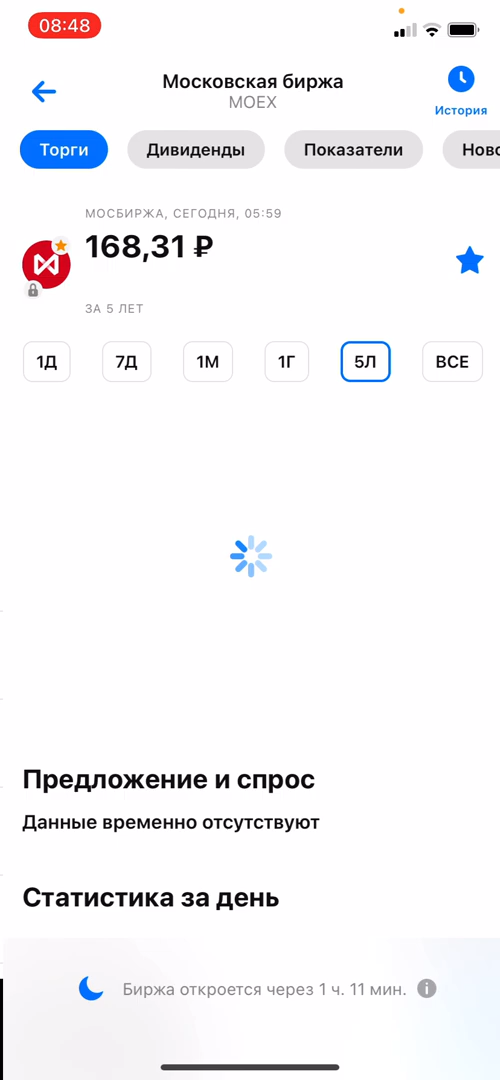 08:48
Московская биржа
MOEX
История
Торги
Дивиденды
Показатели
Ново
МОСБИРЖА, СЕГОДНЯ, 05:59
168,31 ₽
ЗА 5 ЛЕТ
1Д
7Д
1М
1Г
5Л
ВСЕ
Предложение и спрос
Данные временно отсутствуют
Статистика за день
Биржа откроется через 1 ч. 11 мин.